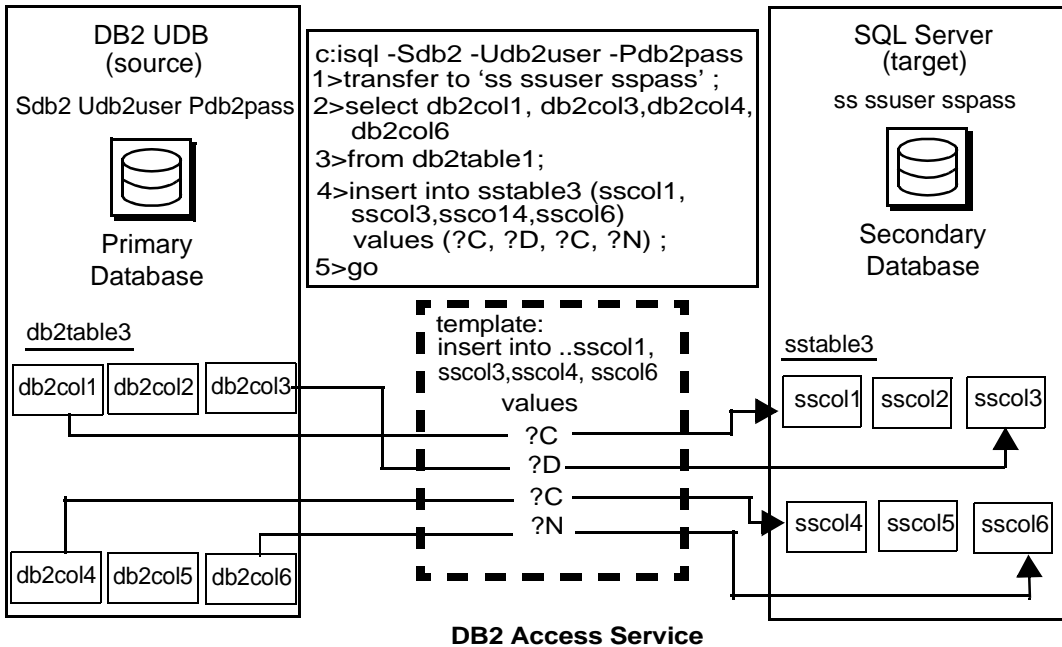 DB2 UDB
(source)
Sdb2 Udb2user Pdb2pass
Primary
Database
db2table3
db2col1 db2col2 db2col3
db2col4 db2col5 db2col6
c:isql -Sdb2 -Udb2user -Pdb2pass
1>transfer to ‘ss ssuser sspass’ ;
2>select db2col1, db2col3,db2col4,
db2col6
3>from db2table1;
4>insert into sstable3 (sscol1,
sscol3,ssco14,sscol6)
values (?C, ?D, ?C, ?N) ;
5>go
template:
insert into ..sscol1,
sscol3,sscol4, sscol6
values
?C
?D
?C
?N
SQL Server
(target)
ss ssuser sspass
Secondary
Database
sstable3
sscol1 sscol2 sscol3
sscol4 sscol5 sscol6
DB2 Access Service